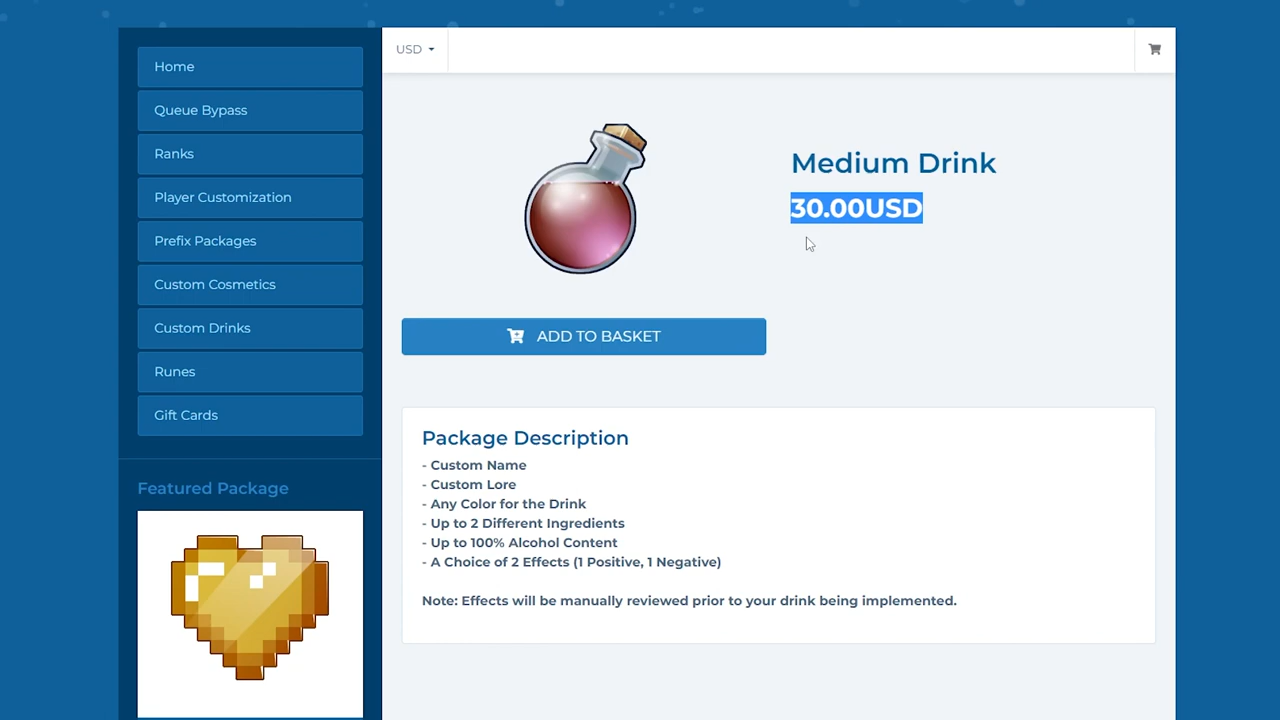 Home
Queue Bypass
Ranks
Player Customization
Prefix Packages
Custom Cosmetics
Custom Drinks
Runes
Gift Cards
Featured Package
USD
Medium Drink
30.00USD
ADD TO BASKET
Package Description
- Custom Name
- Custom Lore
- Any Color for the Drink
- Up to 2 Different Ingredients
- Up to 100% Alcohol Content
- A Choice of 2 Effects (1 Positive, 1 Negative)
Note: Effects will be manually reviewed prior to your drink being implemented.